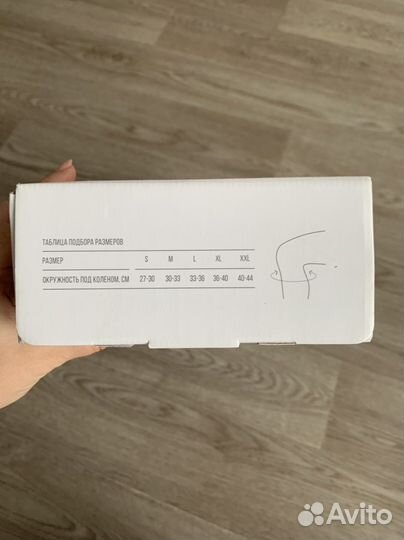 ТАБЛИЦА ПОДБОРА РАЗМЕРОВ
РАЗМЕР S M L XL XXL
ОКРУЖНОСТЬ ПОД КОЛЕНОМ, СМ 27-30 30-33 33-36 36-40 40-44
Avito